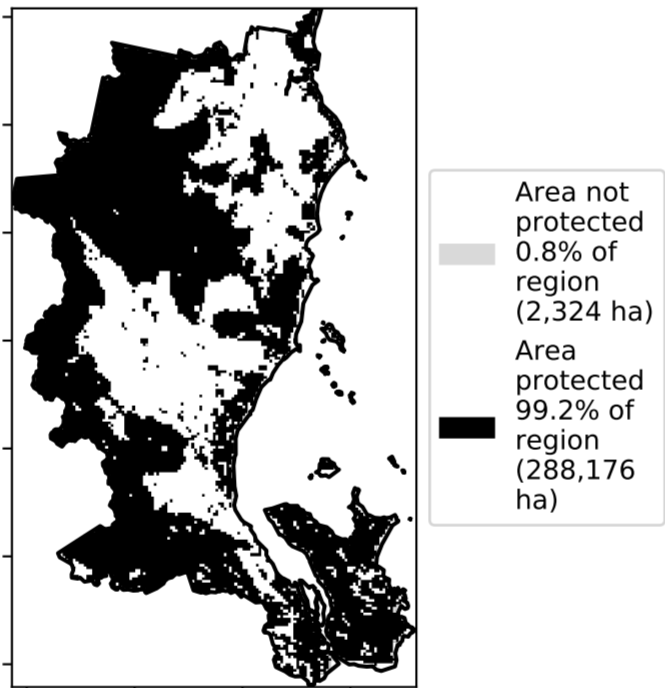 Area not
protected
0.8% of
region
(2,324 ha)
Area
protected
99.2% of
region
(288,176
ha)